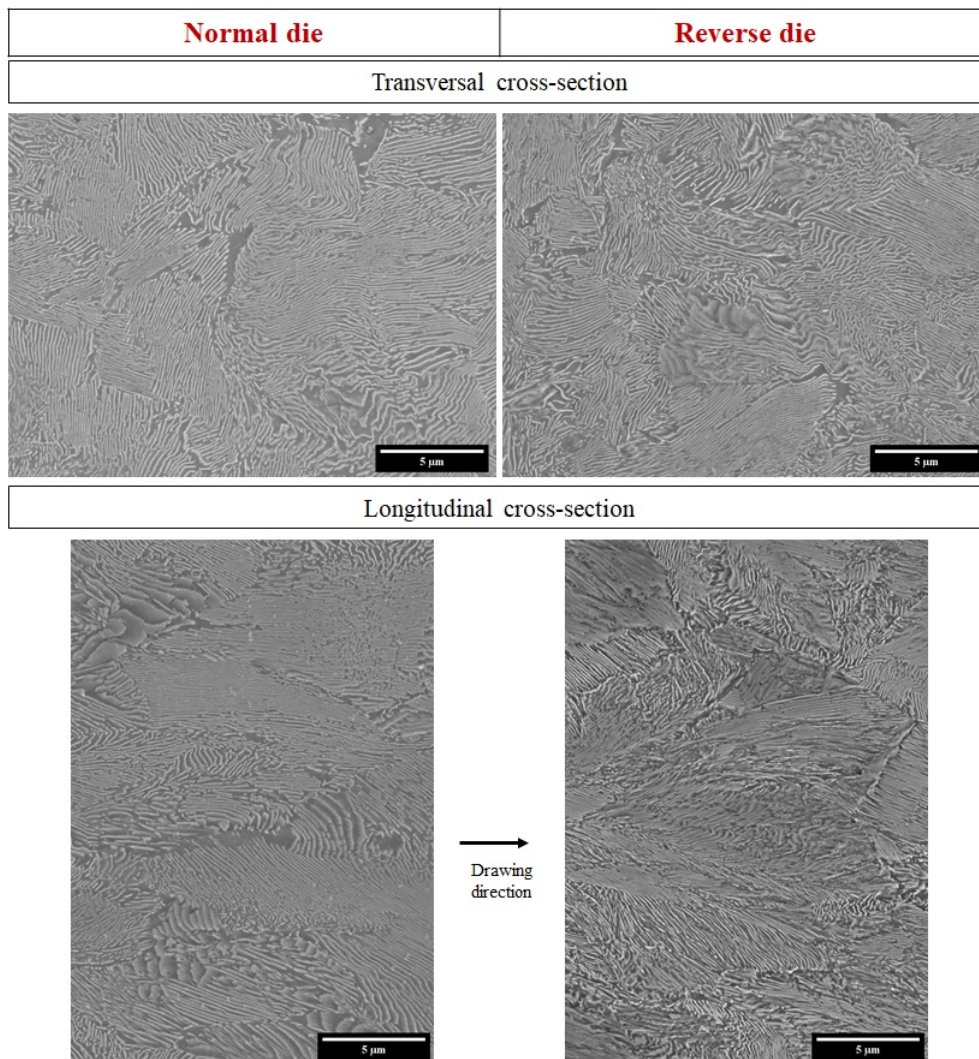 Normal die
Reverse die
Transversal cross-section
5 µm
5 µm
Longitudinal cross-section
Drawing
direction
5 µm
5 µm